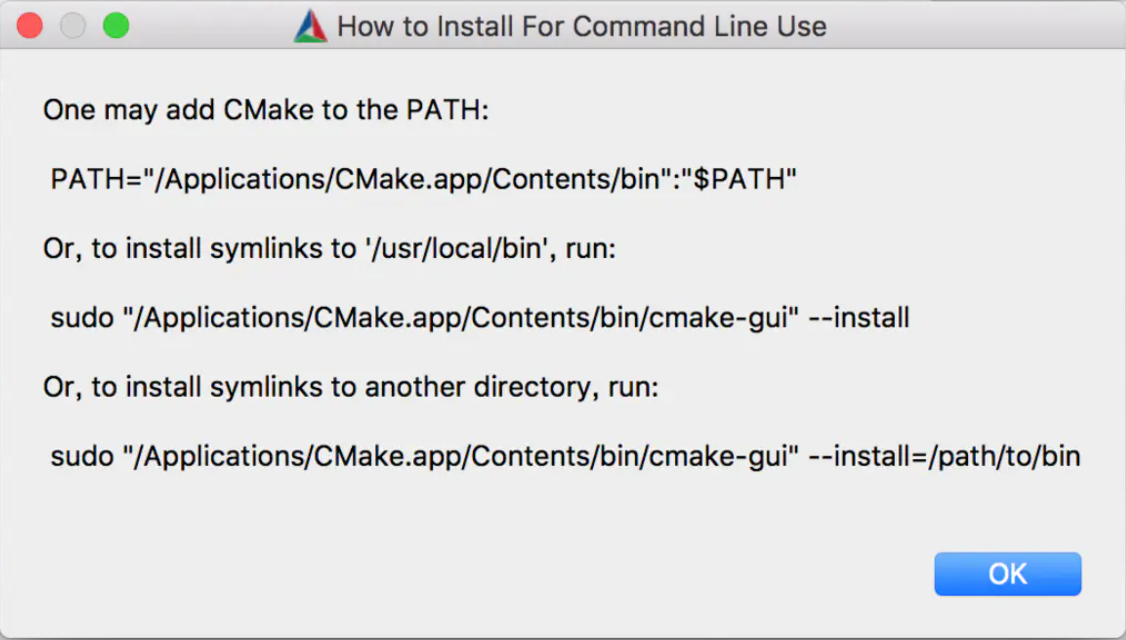 How to Install For Command Line Use
One may add CMake to the PATH:
PATH="/Applications/CMake.app/Contents/bin":"$PATH"
Or, to install symlinks to '/usr/local/bin', run:
sudo "/Applications/CMake.app/Contents/bin/cmake-gui" --install
Or, to install symlinks to another directory, run:
sudo "/Applications/CMake.app/Contents/bin/cmake-gui" --install=/path/to/bin
OK